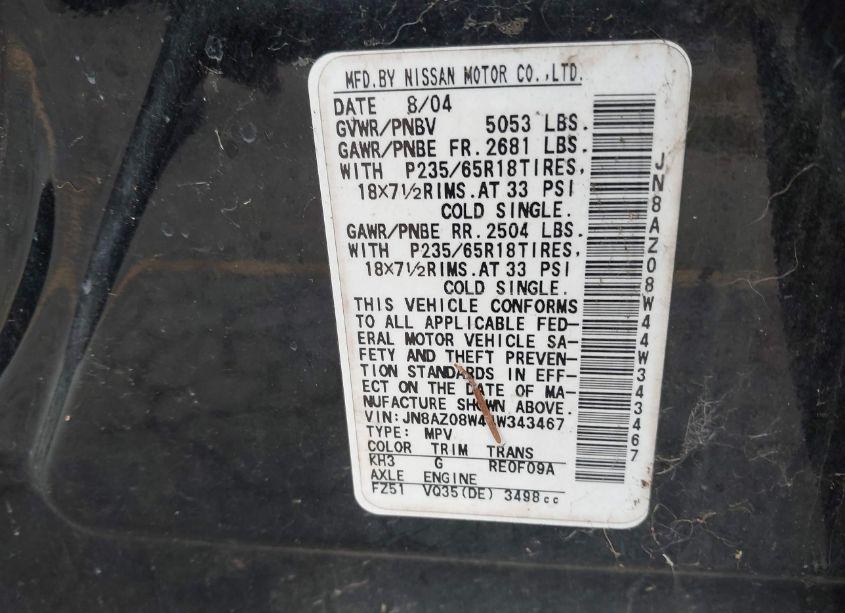 MFD.BY NISSAN MOTOR CO.,LTD.
DATE 8/04
GVWR/PNBV 5053 LBS.
GAWR/PNBE FR.2681 LBS.
WITH P235/65R18TIRES,
18×7½RIMS.AT 33 PSI
COLD SINGLE.
GAWR/PNBE RR.2504 LBS.
WITH P235/65R18TIRES,
18×7½RIMS.AT 33 PSI
COLD SINGLE.
THIS VEHICLE CONFORMS
TO ALL APPLICABLE FED-
ERAL MOTOR VEHICLE SA-
FETY AND THEFT PREVEN-
TION STANDARDS IN EFF-
ECT ON THE DATE OF MA-
NUFACTURE SHOWN ABOVE.
VIN:JN8AZ08W44W343467
TYPE: MPV
COLOR TRIM TRANS
KH3 G RE0F09A
AXLE ENGINE
FZ51 VQ35(DE) 3498cc
JN8AZ08W44W343467